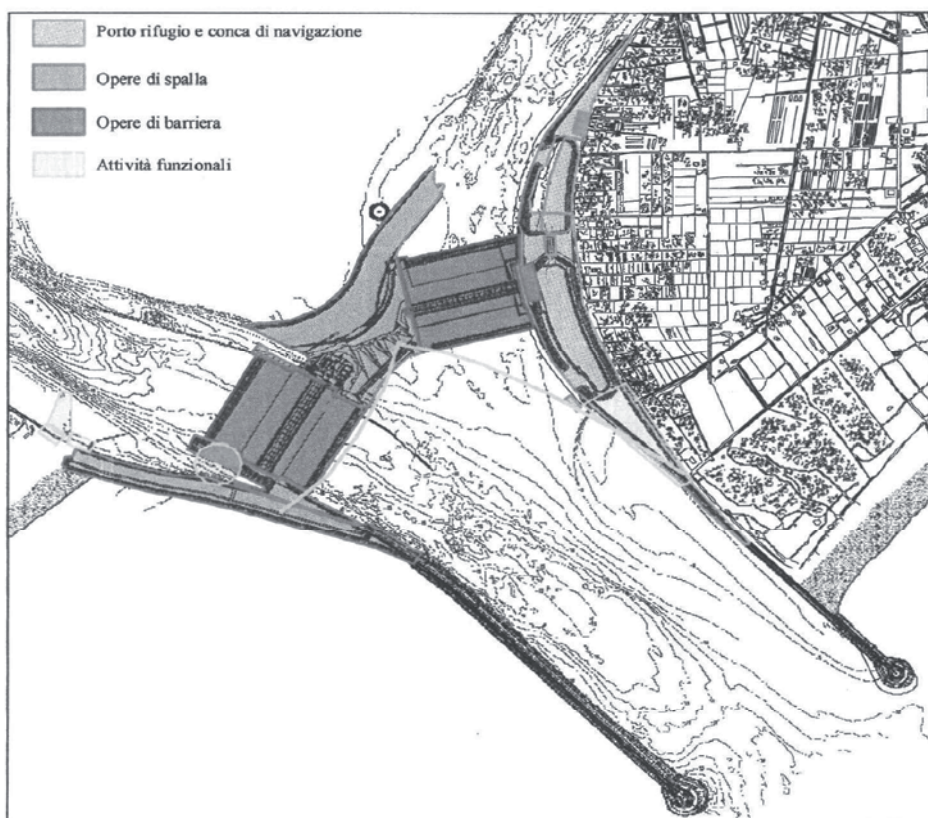 Porto rifugio e conca di navigazione
Opere di spalla
Opere di barriera
Attività funzionali